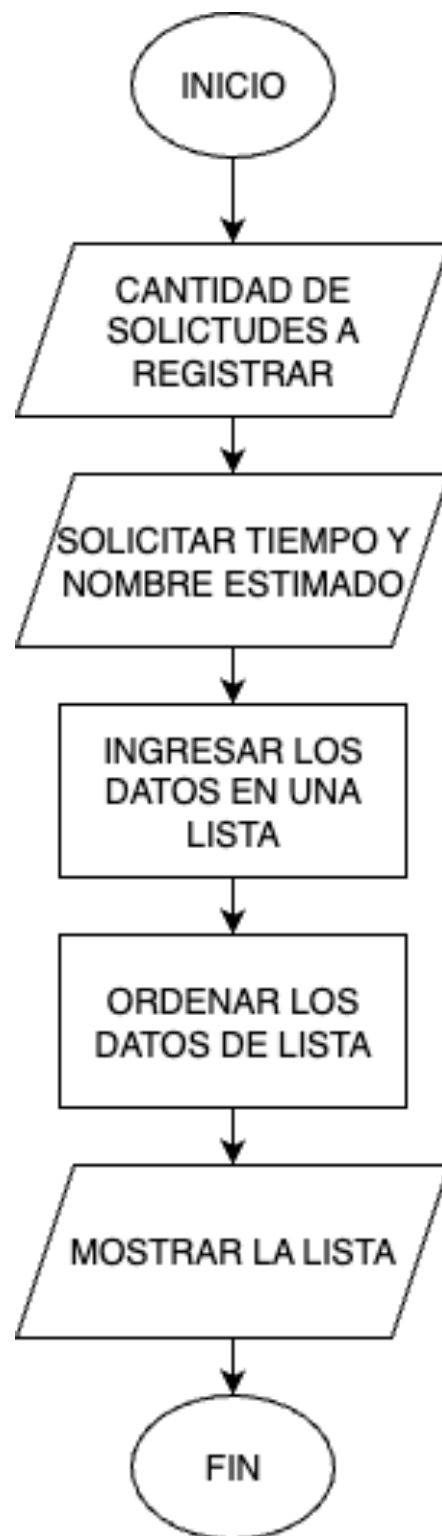 INICIO
CANTIDAD DE
SOLICTUDES A
REGISTRAR
SOLICITAR TIEMPO Y
NOMBRE ESTIMADO
INGRESAR LOS
DATOS EN UNA
LISTA
ORDENAR LOS
DATOS DE LISTA
MOSTRAR LA LISTA
FIN